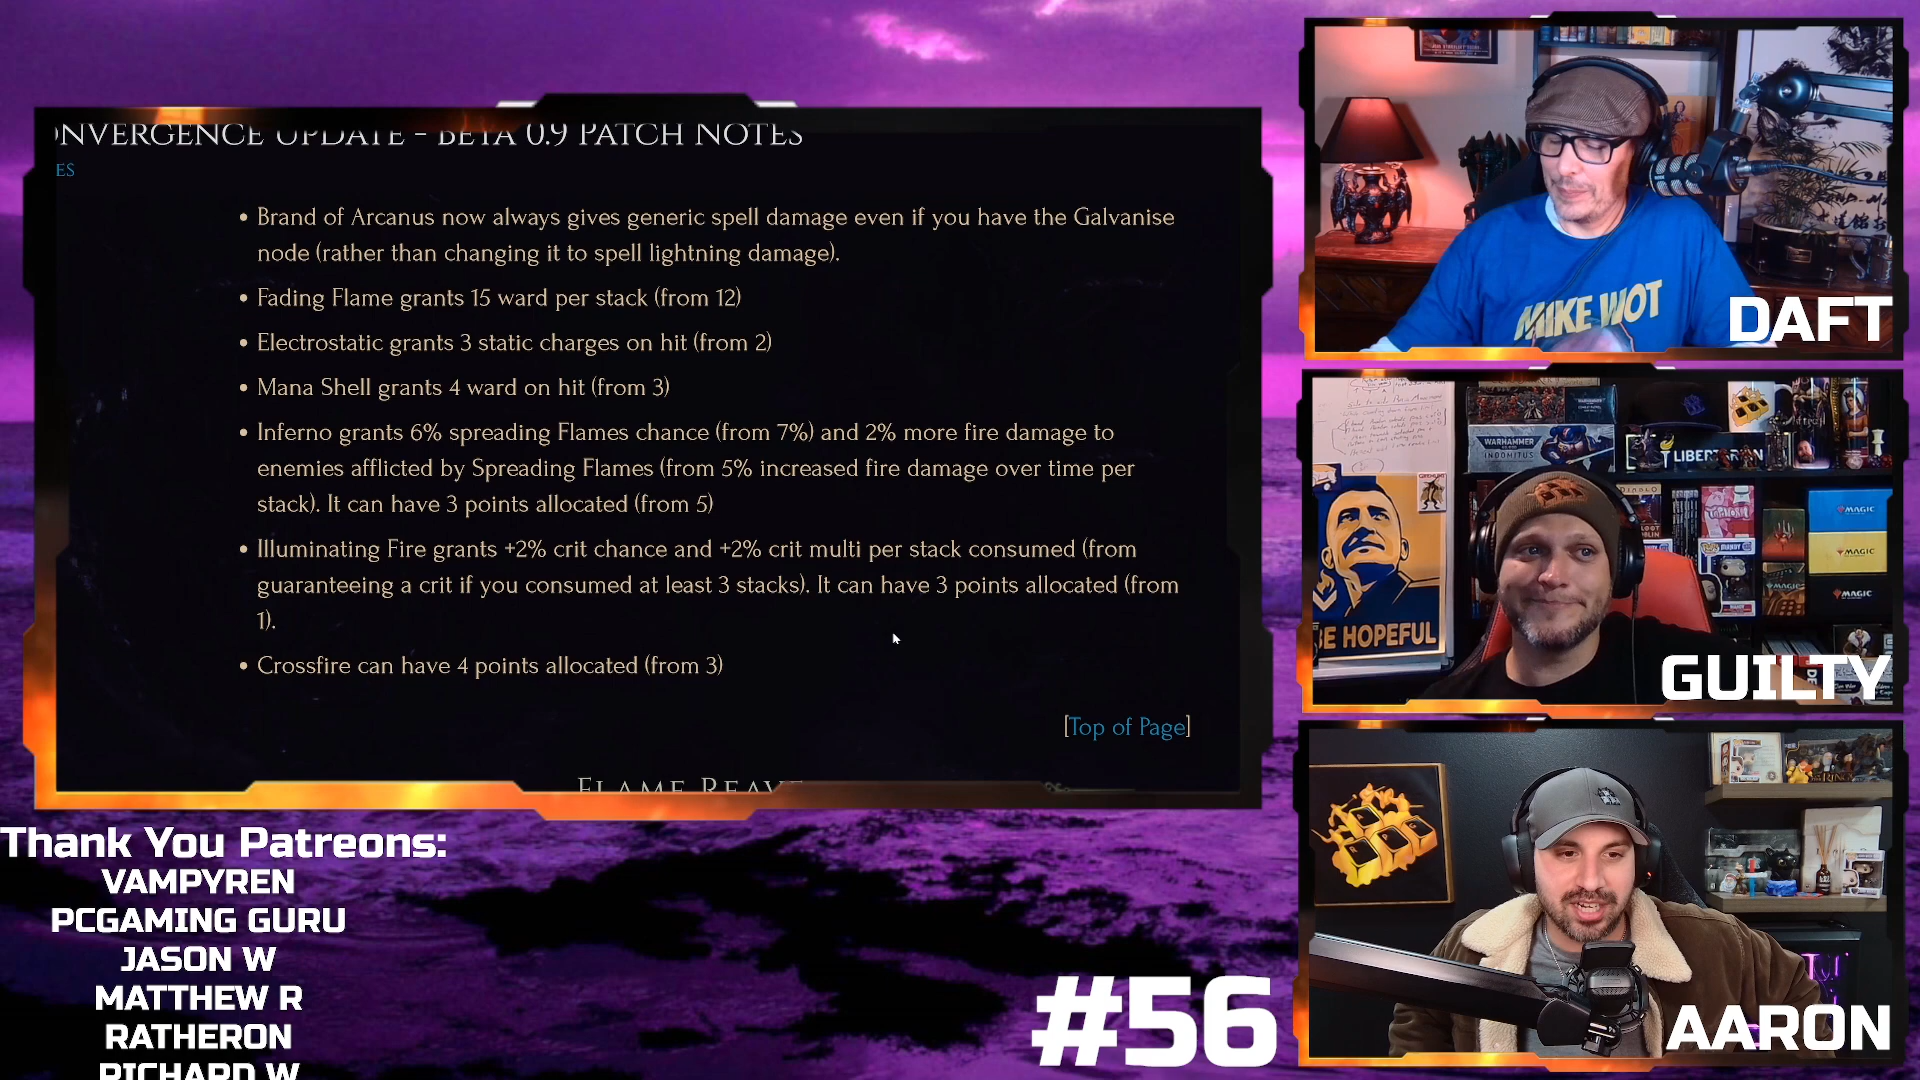 ONVERGENCE UPDATE - BETA 0.9 PATCH NOTES
ES
• Brand of Arcanus now always gives generic spell damage even if you have the Galvanise
node (rather than changing it to spell lightning damage).
• Fading Flame grants 15 ward per stack (from 12)
• Electrostatic grants 3 static charges on hit (from 2)
• Mana Shell grants 4 ward on hit (from 3)
• Inferno grants 6% spreading Flames chance (from 7%) and 2% more fire damage to
enemies afflicted by Spreading Flames (from 5% increased fire damage over time per
stack). It can have 3 points allocated (from 5)
• Illuminating Fire grants +2% crit chance and +2% crit multi per stack consumed (from
guaranteeing a crit if you consumed at least 3 stacks). It can have 3 points allocated (from
1).
• Crossfire can have 4 points allocated (from 3)
[Top of Page]
FLAME REAV
Thank You Patreons:
VAMPYREN
PCGAMING GURU
JASON W
MATTHEW R
RATHERON
RICHARD W
#56
MIKE WOT
DAFT
WARHAMMER
INDOMITUS
MAGIC
MAGIC
MAGIC
BE HOPEFUL
GUILTY
AARON